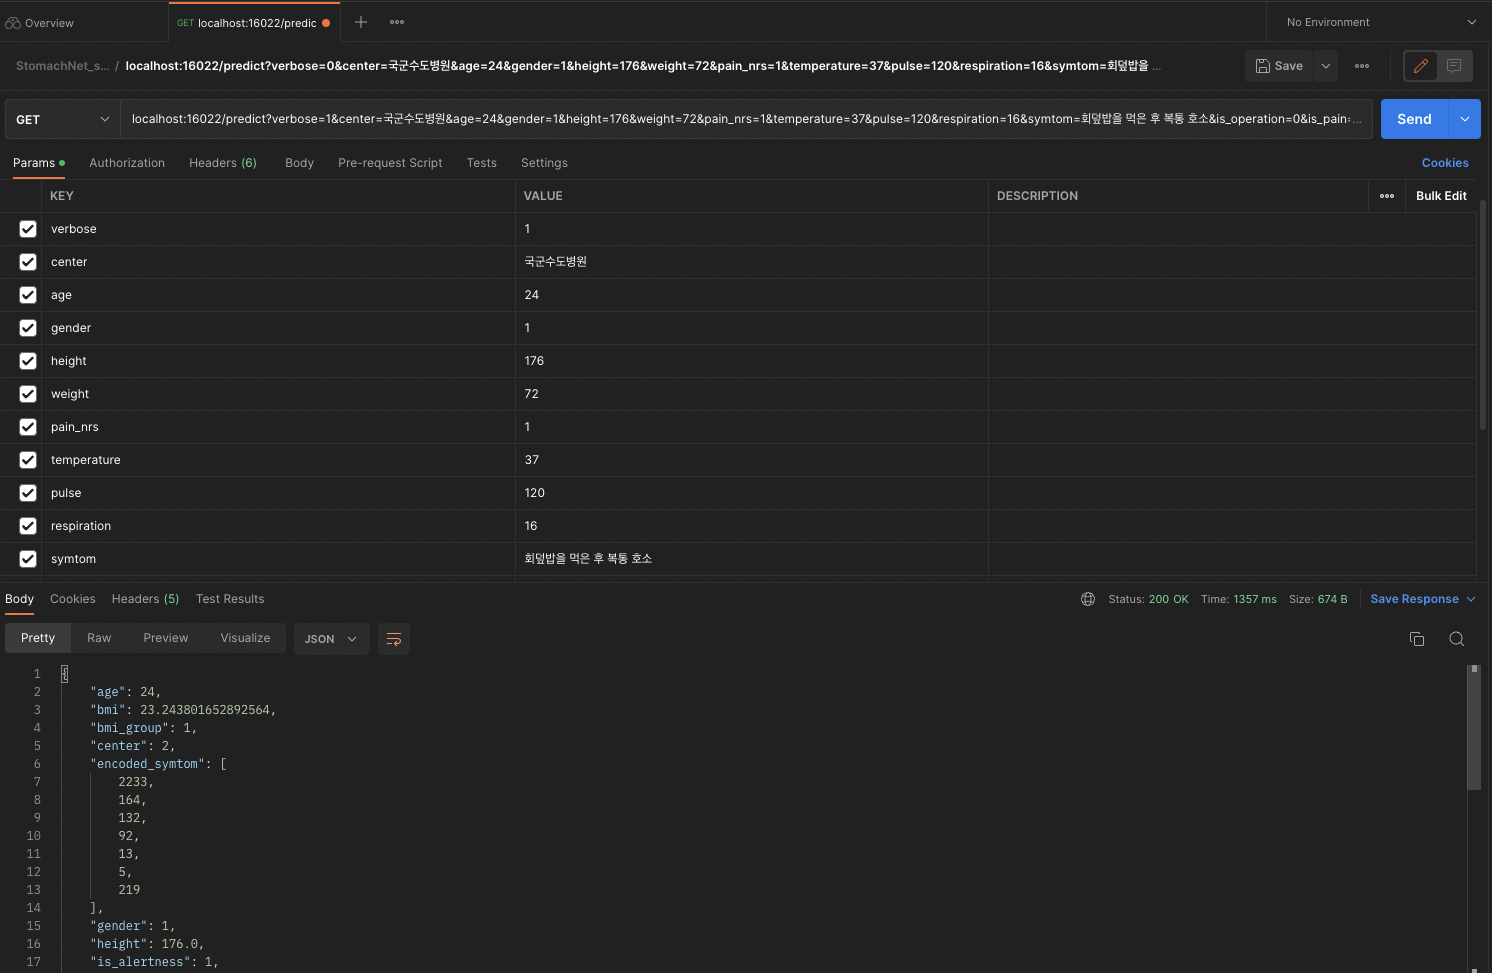 Overview GET localhost:16022/predic + ooo No Environment
StomachNet_s... / localhost:16022/predict?verbose=0&center=국군수도병원&age=24&gender=1&height=176&weight=72&pain_nrs=1&temperature=37&pulse=120&respiration=16&symtom=회덮밥을 ... Save ooo
GET localhost:16022/predict?verbose=1&center=국군수도병원&age=24&gender=1&height=176&weight=72&pain_nrs=1&temperature=37&pulse=120&respiration=16&symtom=회덮밥을 먹은 후 복통 호소&is_operation=0&is_pain=... Send
Params Authorization Headers (6) Body Pre-request Script Tests Settings Cookies
KEY VALUE DESCRIPTION ooo Bulk Edit
verbose 1
center 국군수도병원
age 24
gender 1
height 176
weight 72
pain_nrs 1
temperature 37
pulse 120
respiration 16
symtom 회덮밥을 먹은 후 복통 호소
Body Cookies Headers (5) Test Results Status: 200 OK Time: 1357 ms Size: 674 B Save Response
Pretty Raw Preview Visualize JSON
1 {
2 "age": 24,
3 "bmi": 23.243801652892564,
4 "bmi_group": 1,
5 "center": 2,
6 "encoded_symtom": [
7 2233,
8 164,
9 132,
10 92,
11 13,
12 5,
13 219
14 ],
15 "gender": 1,
16 "height": 176.0,
17 "is_alertness": 1,